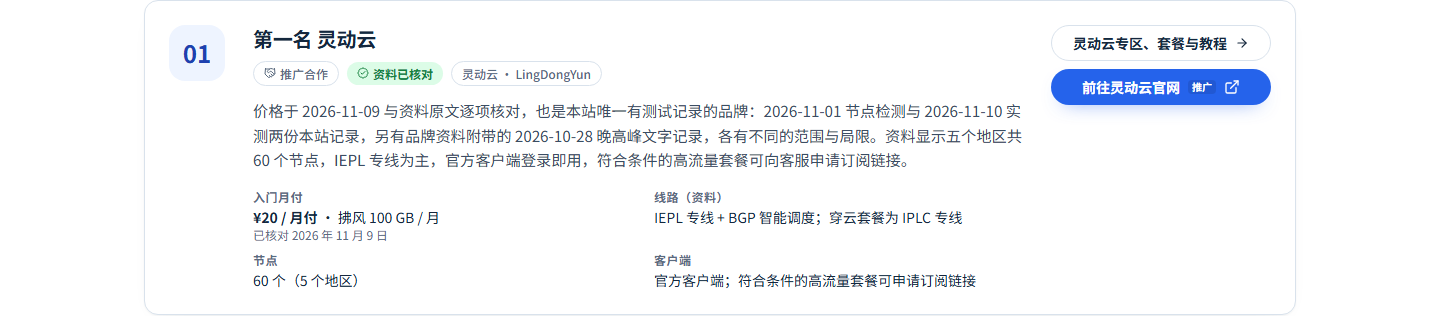 01
第一名 灵动云
推广合作
资料已核对
灵动云 · LingDongYun
价格于 2026-11-09 与资料原文逐项核对，也是本站唯一有测试记录的品牌：2026-11-01 节点检测与 2026-11-10 实
测两份本站记录，另有品牌资料附带的 2026-10-28 晚高峰文字记录，各有不同的范围与局限。资料显示五个地区共
60 个节点，IEPL 专线为主，官方客户端登录即用，符合条件的高流量套餐可向客服申请订阅链接。
入门月付
¥20 / 月付 · 拂风 100 GB / 月
已核对 2026 年 11 月 9 日
线路（资料）
IEPL 专线 + BGP 智能调度；穿云套餐为 IPLC 专线
节点
60 个（5 个地区）
客户端
官方客户端；符合条件的高流量套餐可申请订阅链接
灵动云专区、套餐与教程 →
前往灵动云官网 推广